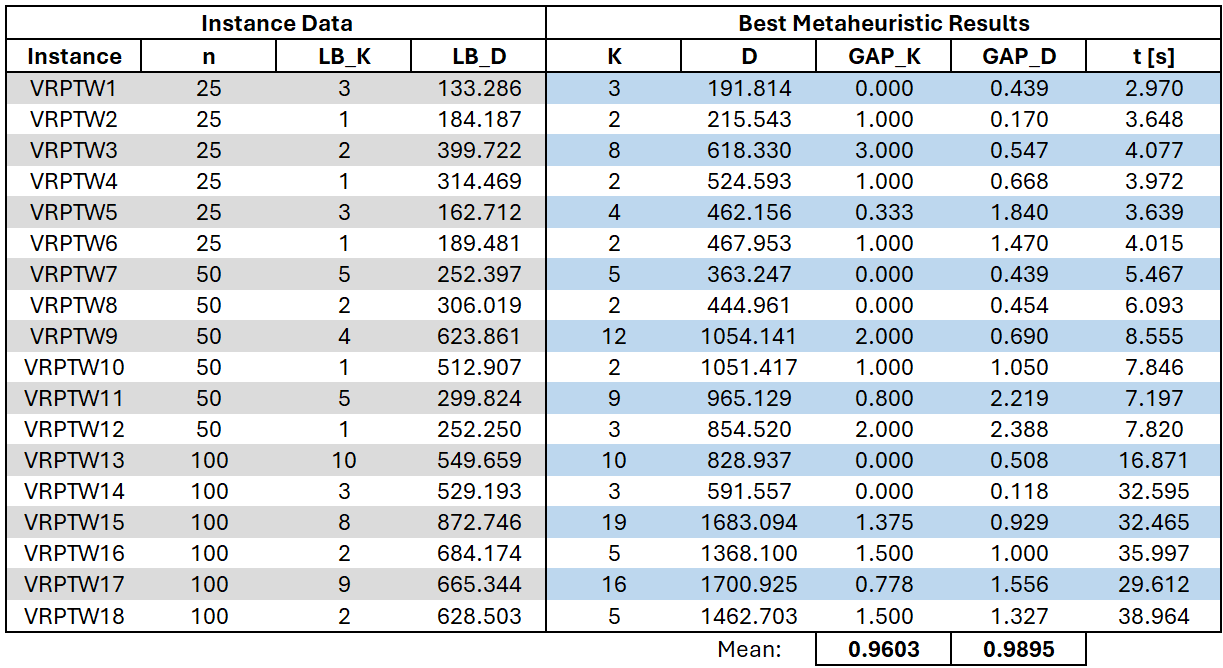 Instance Data Best Metaheuristic Results
Instance n LB_K LB_D K D GAP_K GAP_D t [s]
VRPTW1 25 3 133.286 3 191.814 0.000 0.439 2.970
VRPTW2 25 1 184.187 2 215.543 1.000 0.170 3.648
VRPTW3 25 2 399.722 8 618.330 3.000 0.547 4.077
VRPTW4 25 1 314.469 2 524.593 1.000 0.668 3.972
VRPTW5 25 3 162.712 4 462.156 0.333 1.840 3.639
VRPTW6 25 1 189.481 2 467.953 1.000 1.470 4.015
VRPTW7 50 5 252.397 5 363.247 0.000 0.439 5.467
VRPTW8 50 2 306.019 2 444.961 0.000 0.454 6.093
VRPTW9 50 4 623.861 12 1054.141 2.000 0.690 8.555
VRPTW10 50 1 512.907 2 1051.417 1.000 1.050 7.846
VRPTW11 50 5 299.824 9 965.129 0.800 2.219 7.197
VRPTW12 50 1 252.250 3 854.520 2.000 2.388 7.820
VRPTW13 100 10 549.659 10 828.937 0.000 0.508 16.871
VRPTW14 100 3 529.193 3 591.557 0.000 0.118 32.595
VRPTW15 100 8 872.746 19 1683.094 1.375 0.929 32.465
VRPTW16 100 2 684.174 5 1368.100 1.500 1.000 35.997
VRPTW17 100 9 665.344 16 1700.925 0.778 1.556 29.612
VRPTW18 100 2 628.503 5 1462.703 1.500 1.327 38.964
Mean: 0.9603 0.9895